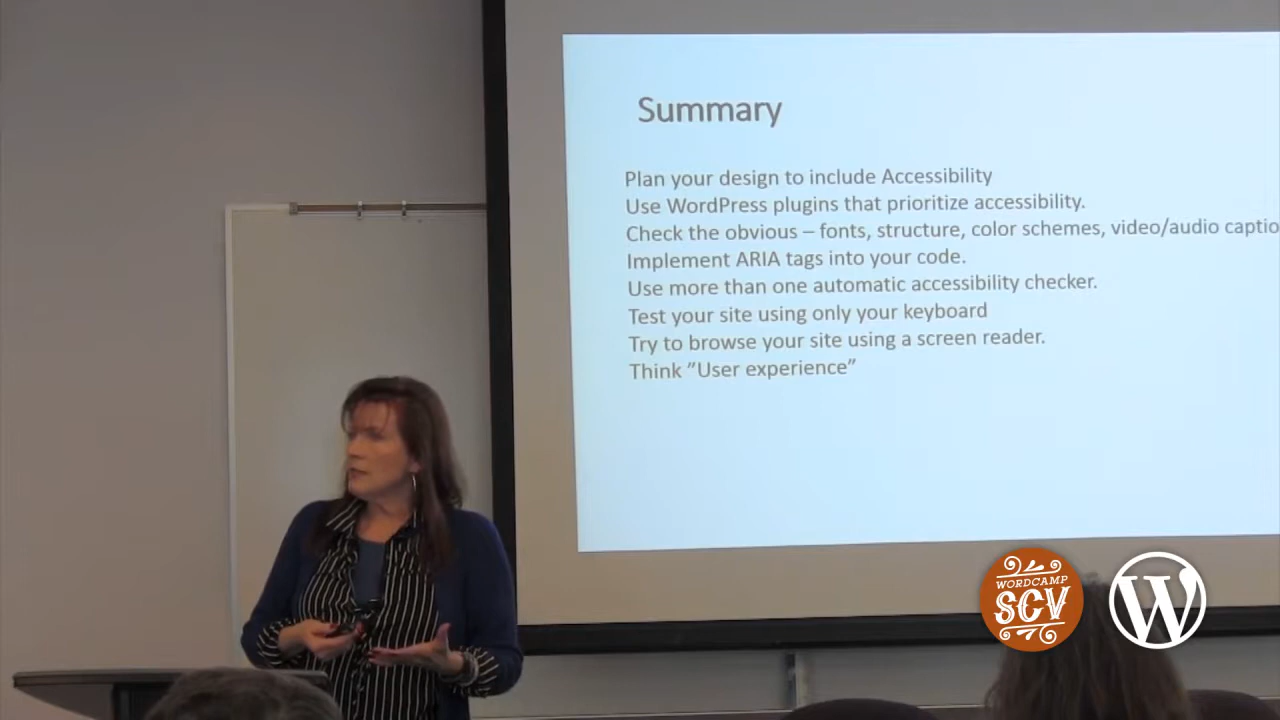 Summary
Plan your design to include Accessibility
Use WordPress plugins that prioritize accessibility.
Check the obvious – fonts, structure, color schemes, video/audio captio
Implement ARIA tags into your code.
Use more than one automatic accessibility checker.
Test your site using only your keyboard
Try to browse your site using a screen reader.
Think ”User experience”
WORDCAMP
SCV
W